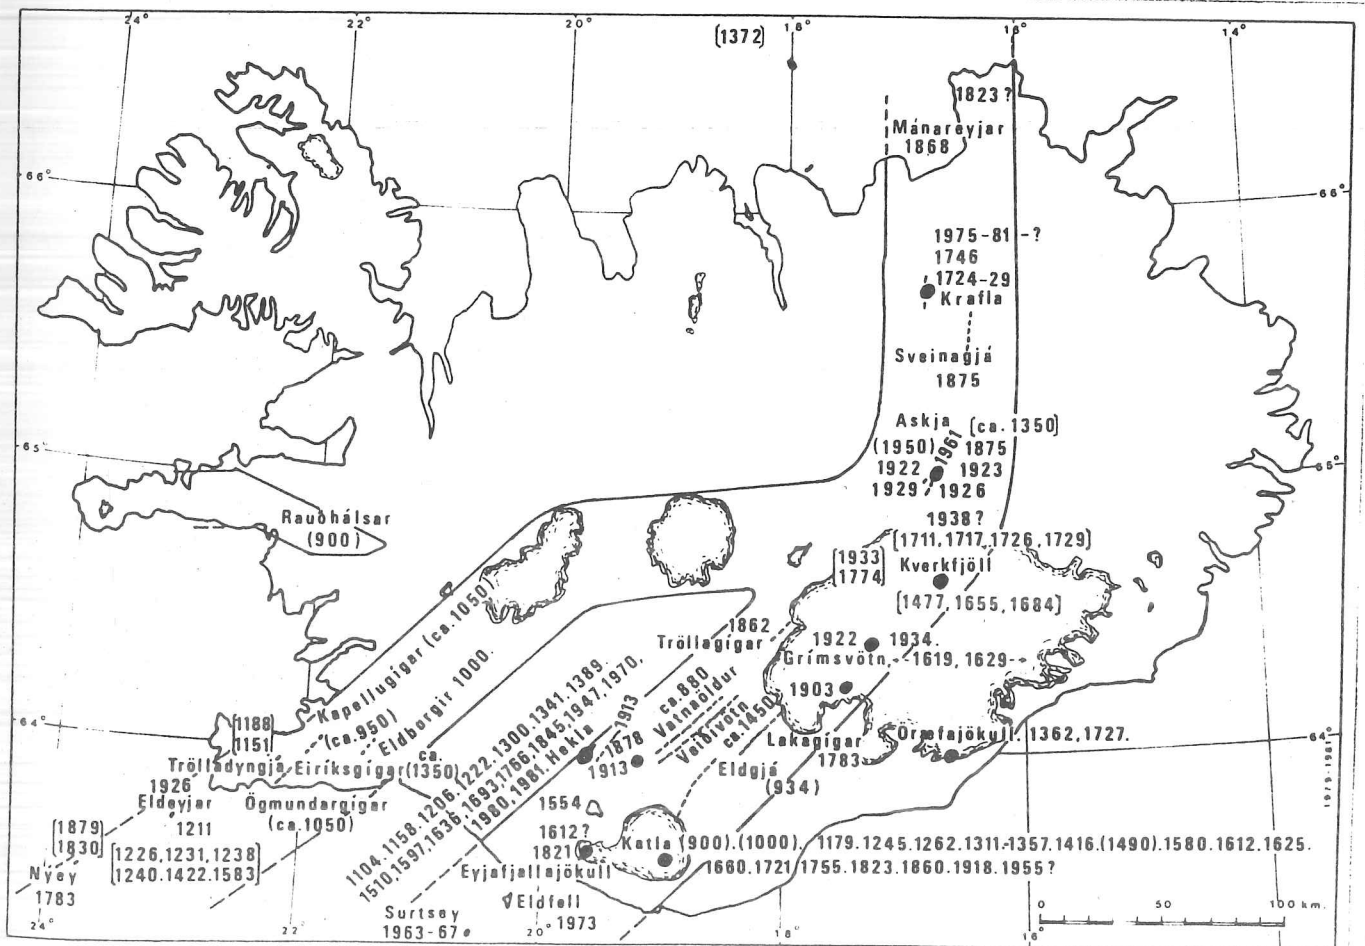 24°
22°
20°
18°
16°
14°
[1372]
1823?
Mánareyjar
1868
66°
66°
1975-81-?
1746
1724-29
Krafla
Sveinagjá
1875
Askja
[ca.1350]
(1950)
1961
1875
1922
1923
1929
1926
65°
65°
Rauðhálsar
(900)
1938?
[1711,1717,1726,1729]
[1933
1774]
Kverkfjöll
[1477,1655,1684]
1862
Tröllagígar
1922
1934.
Grímsvötn,--1619,1629-
1903
Kapellugígar (ca.1050)
(ca.950)
Eldborgir 1000.
ca.880
Vatnaöldur
Veiðivötn
ca.1450
64°
64°
[1188
1151]
Trölladyngja
Eiríksgígar
ca.
(1350)
1104.1158.1206.1222.1300.1341.1389.
1510,1597.1636,1693,1766,1845,1947,1970,
1980,1981. Hekla
1913
1878
1913
Lakagígar
1783
Öræfajökull. 1362,1727.
Eldgjá
(934)
1926
Eldeyjar
1211
Ögmundargígar
(ca.1050)
[1879
1830]
[1226,1231,1238
1240.1422.1583]
Nýey
1783
1554
1612?
1821
Eyjafjallajökull
Katla (900).(1000). 1179.1245.1262.1311-1357.1416.(1490).1580.1612.1625.
1660.1721.1755.1823.1860.1918.1955?
Eldfell
1973
Surtsey
1963-67
0
50
100 km.
24°
22°
20°
18°
16°
1979-1981